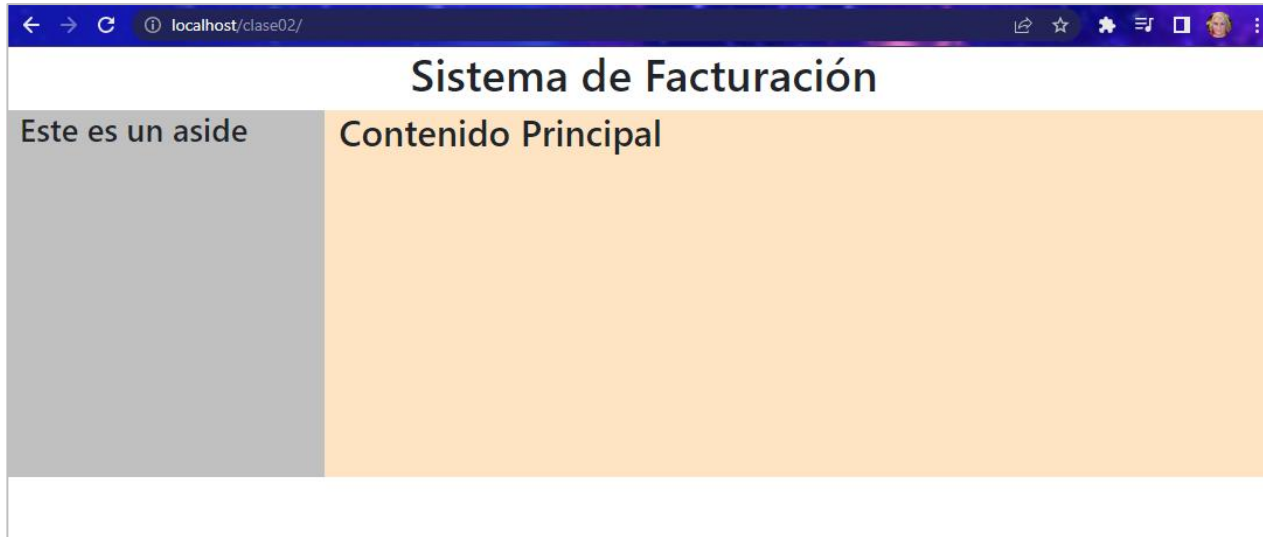 localhost/clase02/
Sistema de Facturación
Este es un aside
Contenido Principal